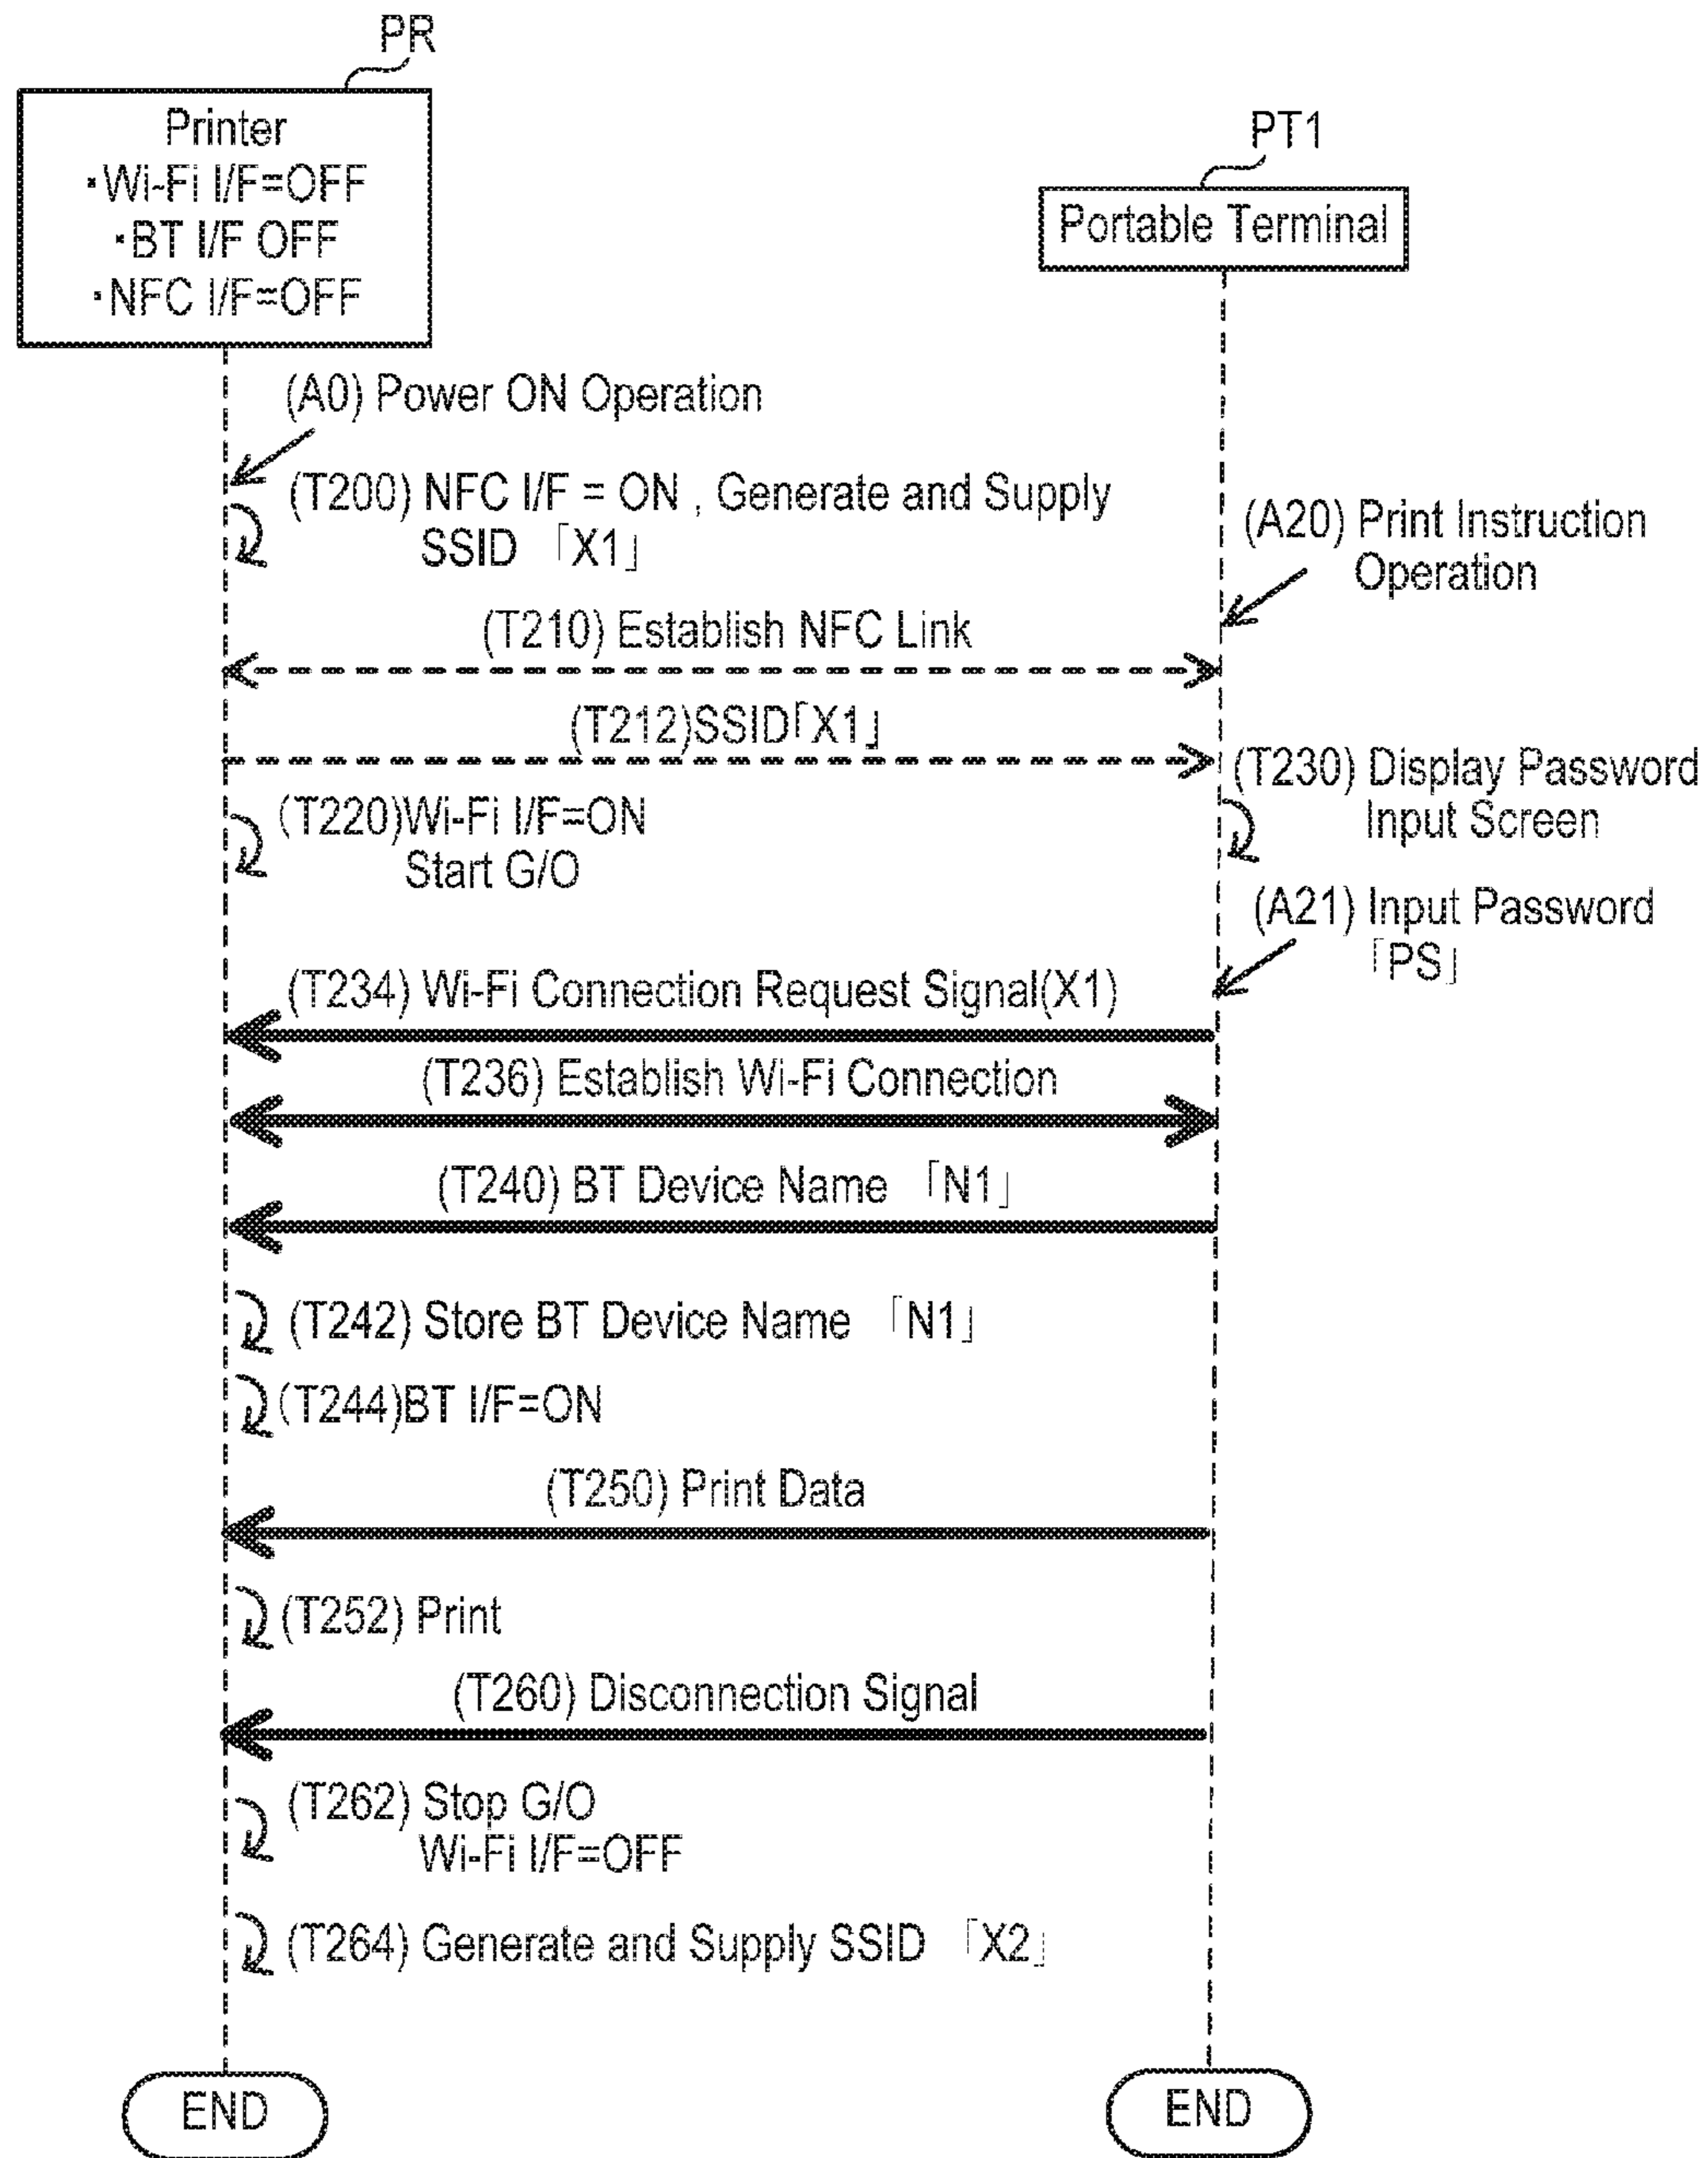 PR
Printer
・Wi-Fi I/F=OFF
・BT I/F OFF
・NFC I/F=OFF
PT1
Portable Terminal
(A0) Power ON Operation
(T200) NFC I/F = ON , Generate and Supply
SSID 「X1」
(A20) Print Instruction
Operation
(T210) Establish NFC Link
(T212)SSID「X1」
(T230) Display Password
Input Screen
(T220)Wi-Fi I/F=ON
Start G/O
(A21) Input Password
「PS」
(T234) Wi-Fi Connection Request Signal(X1)
(T236) Establish Wi-Fi Connection
(T240) BT Device Name 「N1」
(T242) Store BT Device Name 「N1」
(T244)BT I/F=ON
(T250) Print Data
(T252) Print
(T260) Disconnection Signal
(T262) Stop G/O
Wi-Fi I/F=OFF
(T264) Generate and Supply SSID 「X2」
END
END